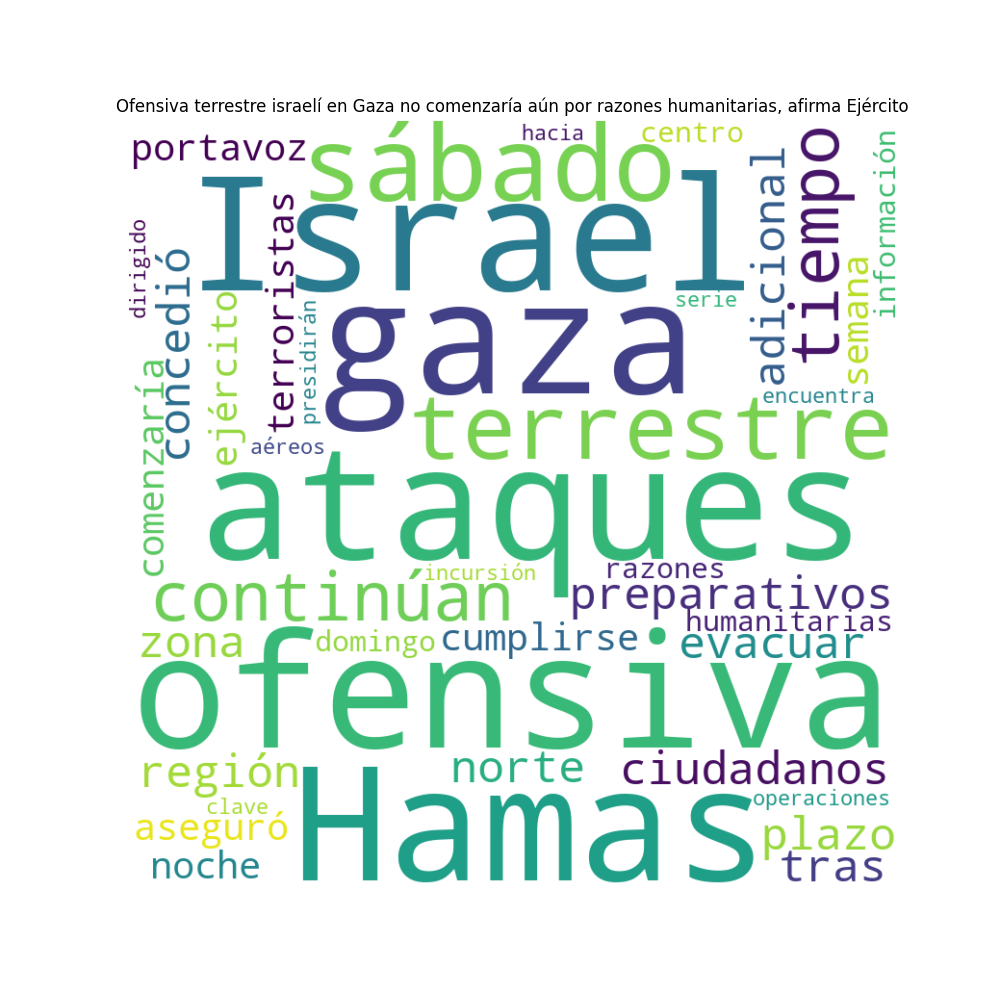 Ofensiva terrestre israelí en Gaza no comenzaría aún por razones humanitarias, afirma Ejército
hacia
centro
portavoz
sábado
tiempo
información
adicional
Israel
terroristas
dirigido
concedió
semana
ejército
serie
presidirán
gaza
comenzaría
encuentra
terrestre
aéreos
ataques
incursión
razones
continúan
preparativos
humanitarias
zona
domingo
cumplirse
evacuar
ofensiva
región
norte
ciudadanos
Hamas
clave
operaciones
aseguró
plazo
noche
tras